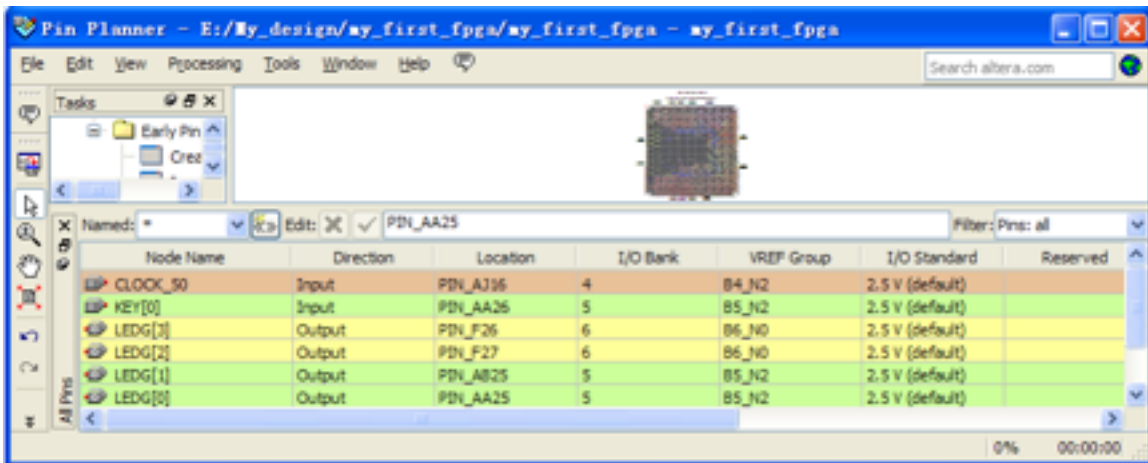 Pin Planner - E:/My_design/my_first_fpga/my_first_fpga - my_first_fpga
File Edit View Processing Tools Window Help
Search altera.com
Tasks
Early Pin
Crea
Named: * Edit: PIN_AA25 Filter: Pins: all
Node Name Direction Location I/O Bank VREF Group I/O Standard Reserved
CLOCK_50 Input PIN_AJ16 4 B4_N2 2.5 V (default)
KEY[0] Input PIN_AA26 5 B5_N2 2.5 V (default)
LEDG[3] Output PIN_F26 6 B6_N0 2.5 V (default)
LEDG[2] Output PIN_F27 6 B6_N0 2.5 V (default)
LEDG[1] Output PIN_AB25 5 B5_N2 2.5 V (default)
LEDG[0] Output PIN_AA25 5 B5_N2 2.5 V (default)
All Pins
0% 00:00:00